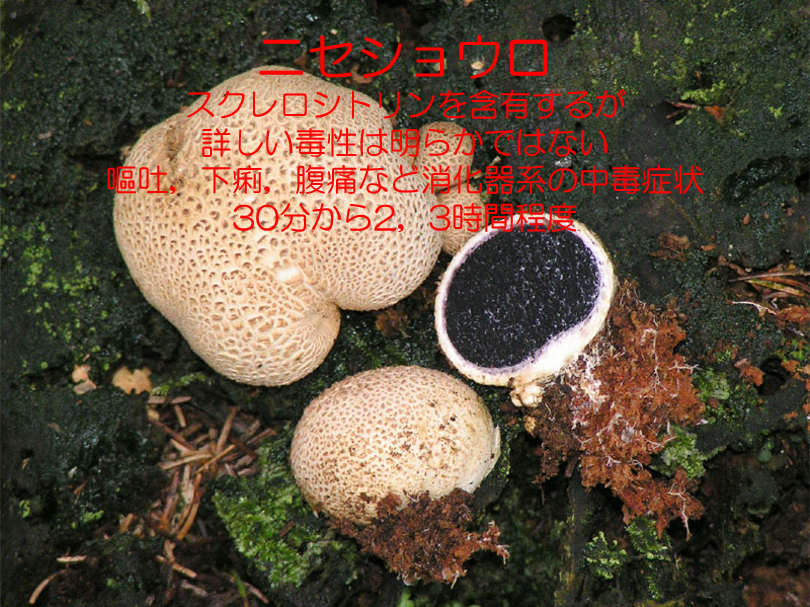 ニセショウロ
スクレロシトリンを含有するが
詳しい毒性は明らかではない
嘔吐，下痢，腹痛など消化器系の中毒症状
30分から2，3時間程度